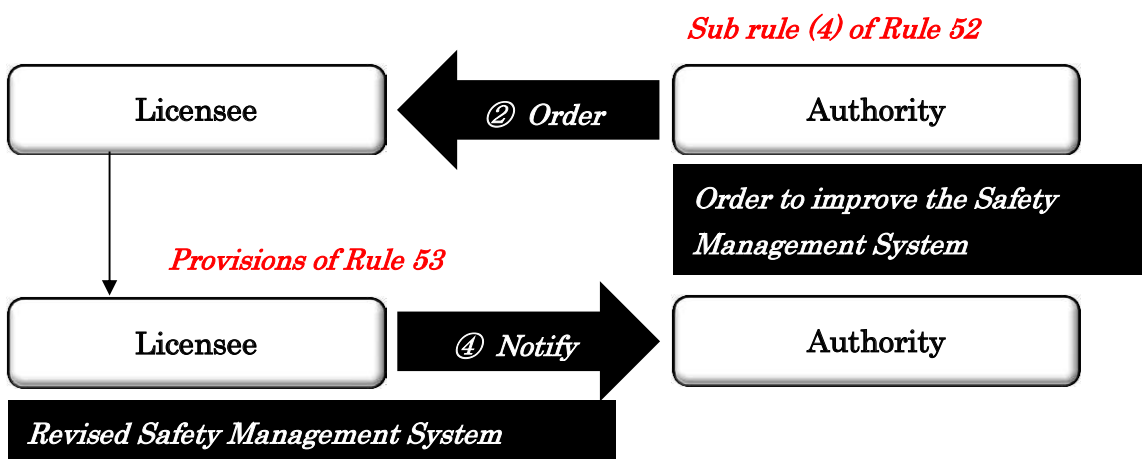 Sub rule (4) of Rule 52
Licensee
② Order
Authority
Order to improve the Safety
Management System
Provisions of Rule 53
Licensee
④ Notify
Authority
Revised Safety Management System